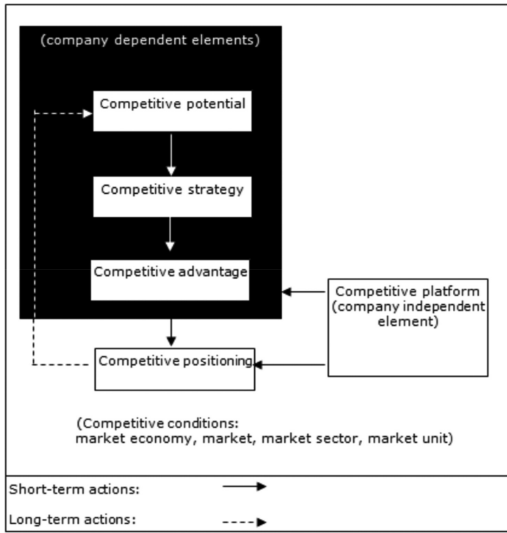 (company dependent elements)
Competitive potential
Competitive strategy
Competitive advantage
Competitive platform
(company independent
element)
Competitive positioning
(Competitive conditions:
market economy, market, market sector, market unit)
Short-term actions:
Long-term actions: